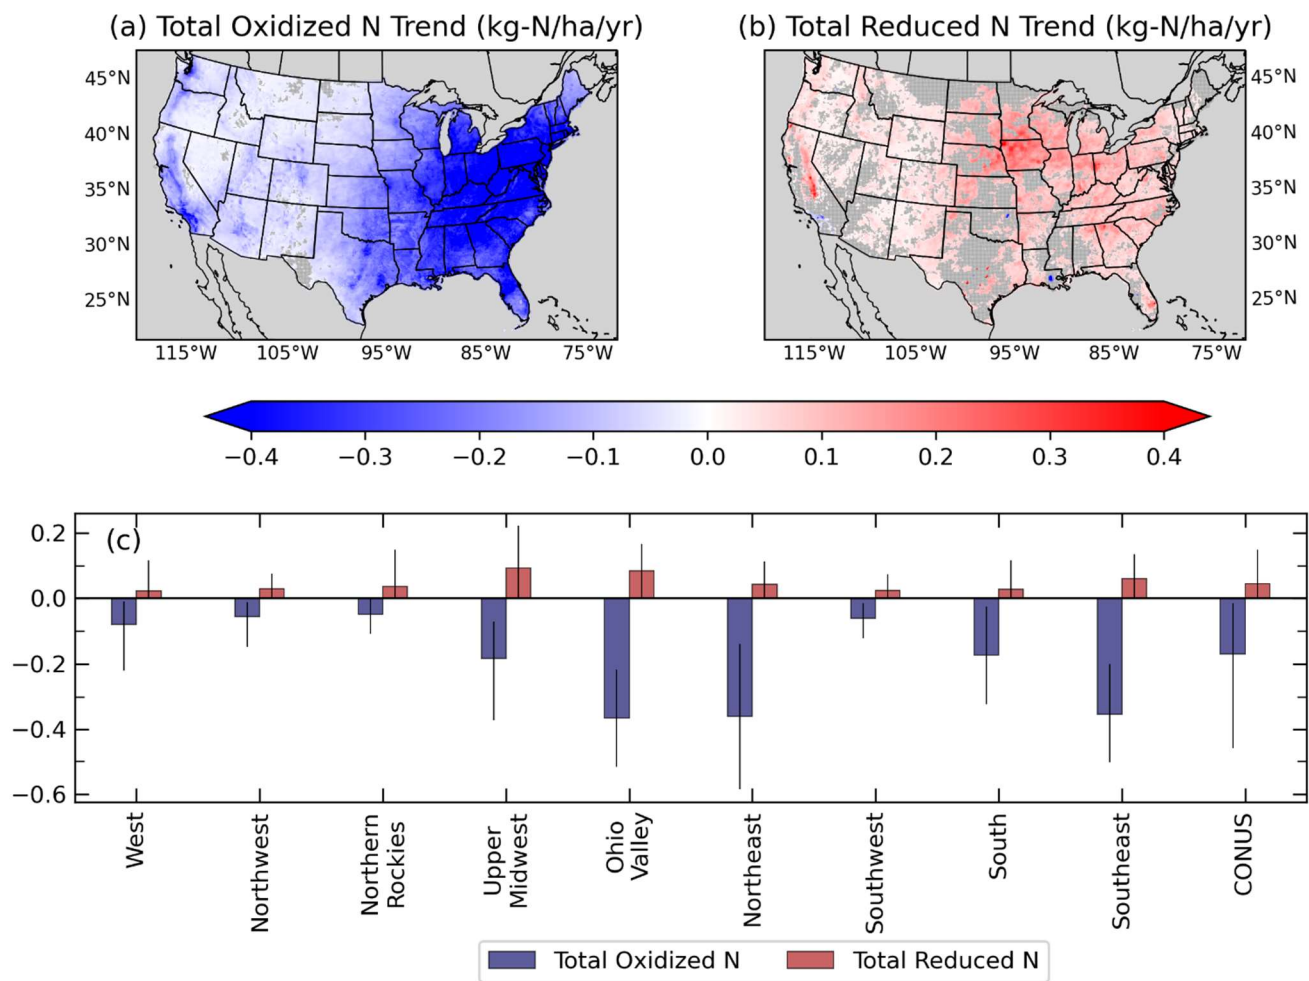 (a) Total Oxidized N Trend (kg-N/ha/yr)
(b) Total Reduced N Trend (kg-N/ha/yr)
45°N
40°N
35°N
30°N
25°N
115°W 105°W 95°W 85°W 75°W
45°N
40°N
35°N
30°N
25°N
115°W 105°W 95°W 85°W 75°W
−0.4 −0.3 −0.2 −0.1 0.0 0.1 0.2 0.3 0.4
(c)
0.2
0.0
−0.2
−0.4
−0.6
West
Northwest
Northern
Rockies
Upper
Midwest
Ohio
Valley
Northeast
Southwest
South
Southeast
CONUS
Total Oxidized N
Total Reduced N